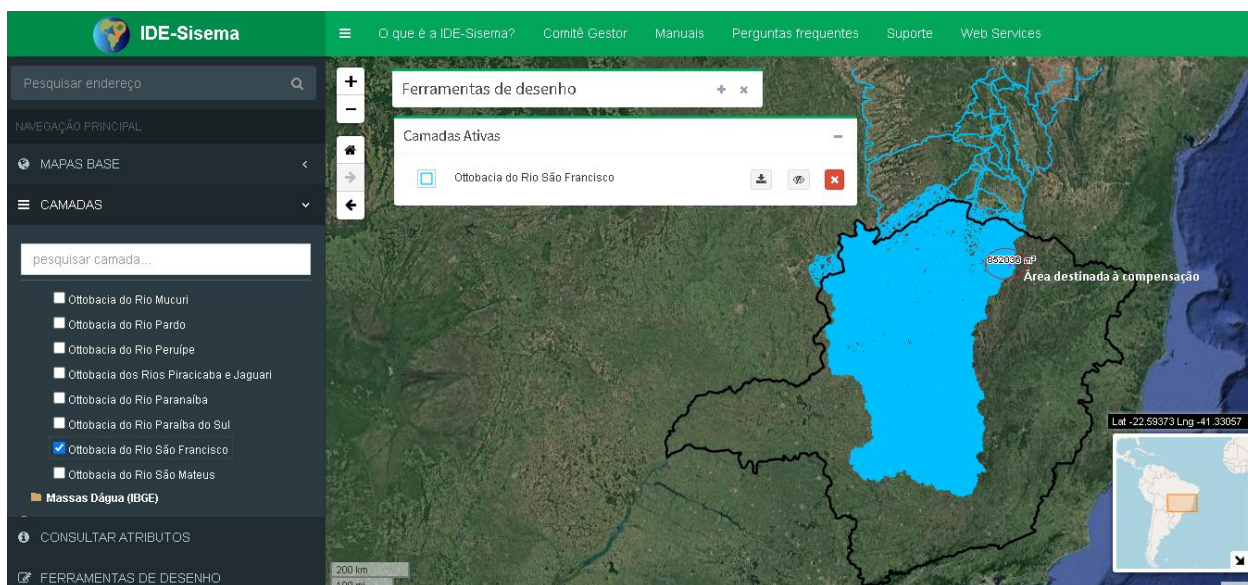 IDE-Sisema
O que é a IDE-Sisema?
Comitê Gestor
Manuais
Perguntas frequentes
Suporte
Web Services
Pesquisar endereço
NAVEGAÇÃO PRINCIPAL
MAPAS BASE
CAMADAS
pesquisar camada...
Ottobacia do Rio Mucuri
Ottobacia do Rio Pardo
Ottobacia do Rio Peruípe
Ottobacia dos Rios Piracicaba e Jaguari
Ottobacia do Rio Paranaíba
Ottobacia do Rio Paraíba do Sul
Ottobacia do Rio São Francisco
Ottobacia do Rio São Mateus
Massas Dágua (IBGE)
CONSULTAR ATRIBUTOS
FERRAMENTAS DE DESENHO
Ferramentas de desenho
Camadas Ativas
Ottobacia do Rio São Francisco
852036 m²
Área destinada à compensação
Lat -22.59373 Lng -41.33057
200 km
100 mi